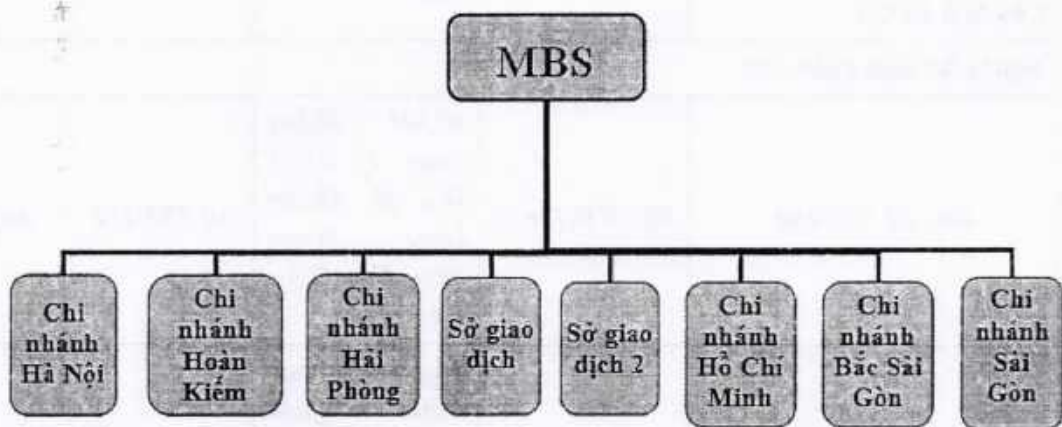 MBS
Chi
nhánh
Hà Nội
Chi
nhánh
Hoàn
Kiếm
Chi
nhánh
Hải
Phòng
Sở giao
dịch
Sở giao
dịch 2
Chi
nhánh
Hồ Chí
Minh
Chi
nhánh
Bắc Sài
Gòn
Chi
nhánh
Sài
Gòn